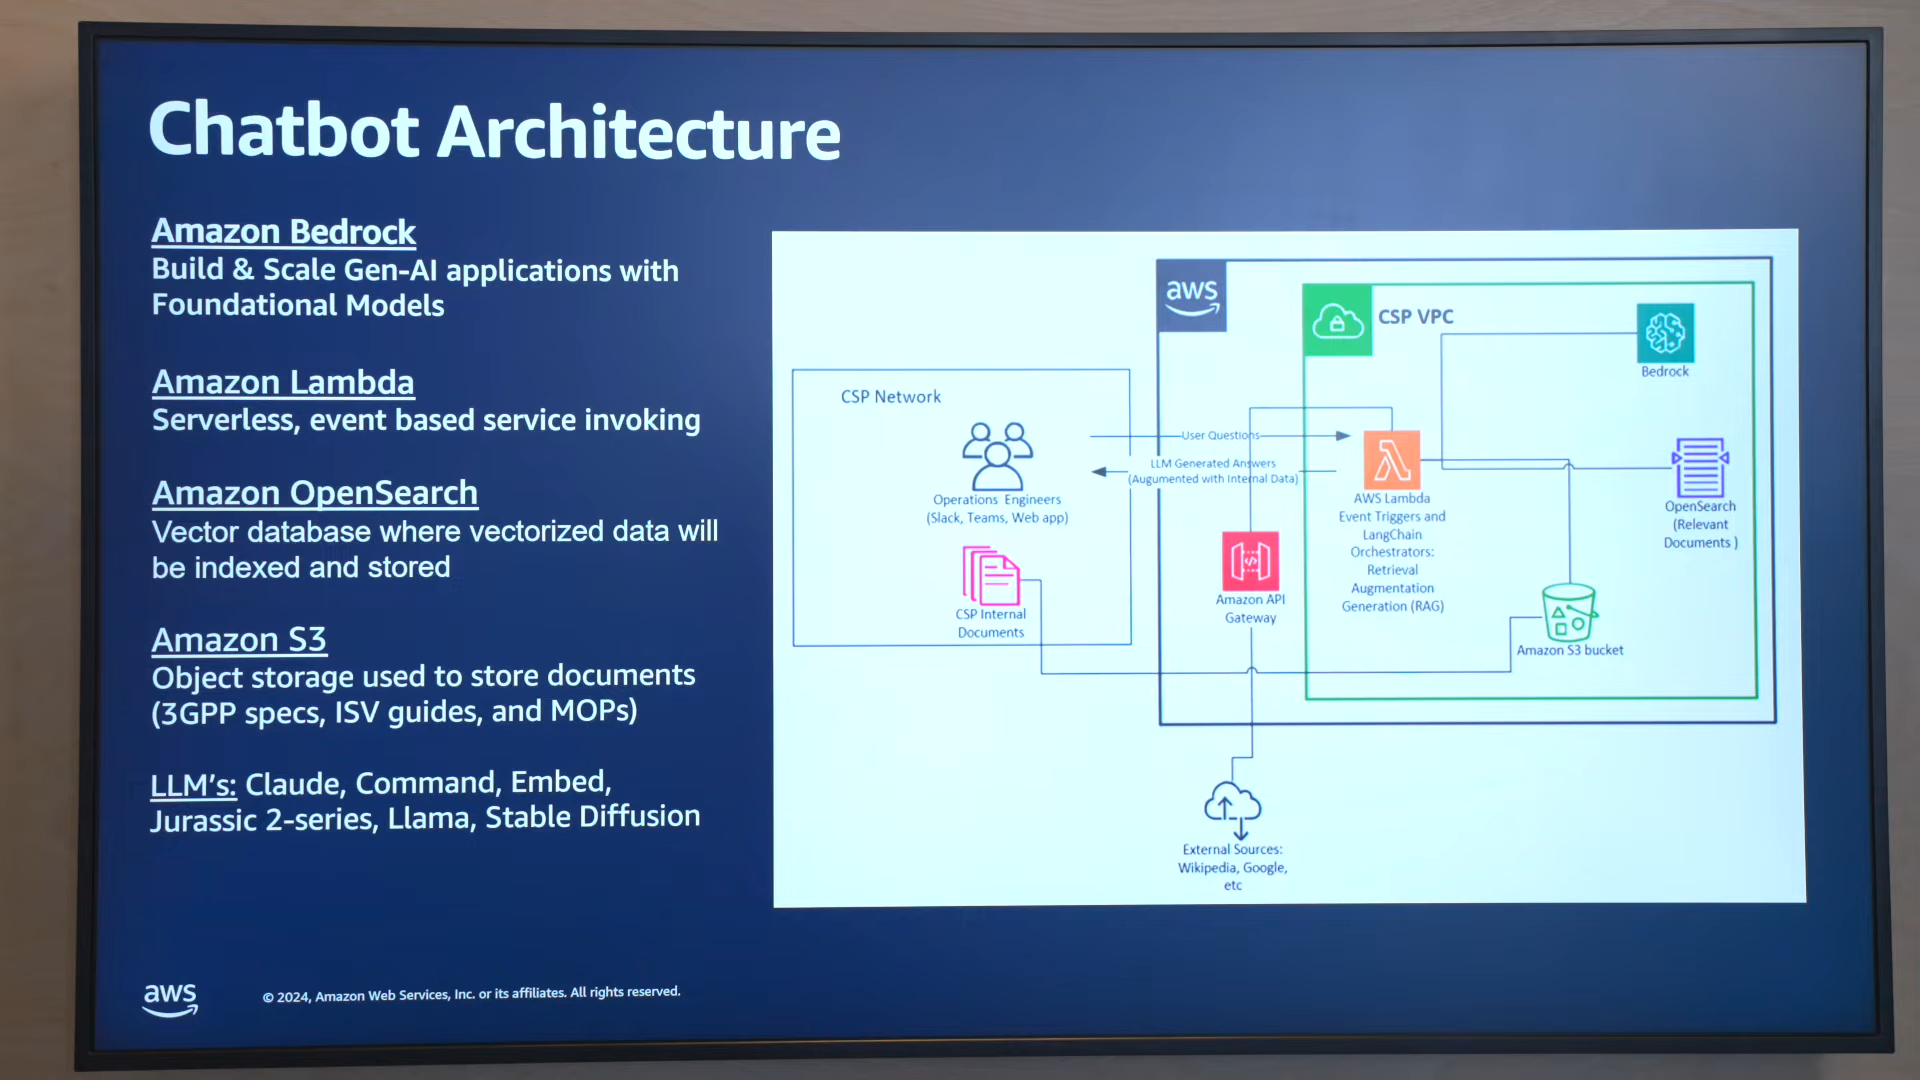 Chatbot Architecture
Amazon Bedrock
Build & Scale Gen-AI applications with
Foundational Models
Amazon Lambda
Serverless, event based service invoking
Amazon OpenSearch
Vector database where vectorized data will
be indexed and stored
Amazon S3
Object storage used to store documents
(3GPP specs, ISV guides, and MOPs)
LLM's: Claude, Command, Embed,
Jurassic 2-series, Llama, Stable Diffusion
aws
CSP VPC
Bedrock
CSP Network
User Questions
LLM Generated Answers
(Augumented with Internal Data)
Operations Engineers
(Slack, Teams, Web app)
AWS Lambda
Event Triggers and
LangChain
Orchestrators:
Retrieval
Augmentation
Generation (RAG)
OpenSearch
(Relevant
Documents )
CSP Internal
Documents
Amazon API
Gateway
Amazon S3 bucket
External Sources:
Wikipedia, Google,
etc
aws
© 2024, Amazon Web Services, Inc. or its affiliates. All rights reserved.